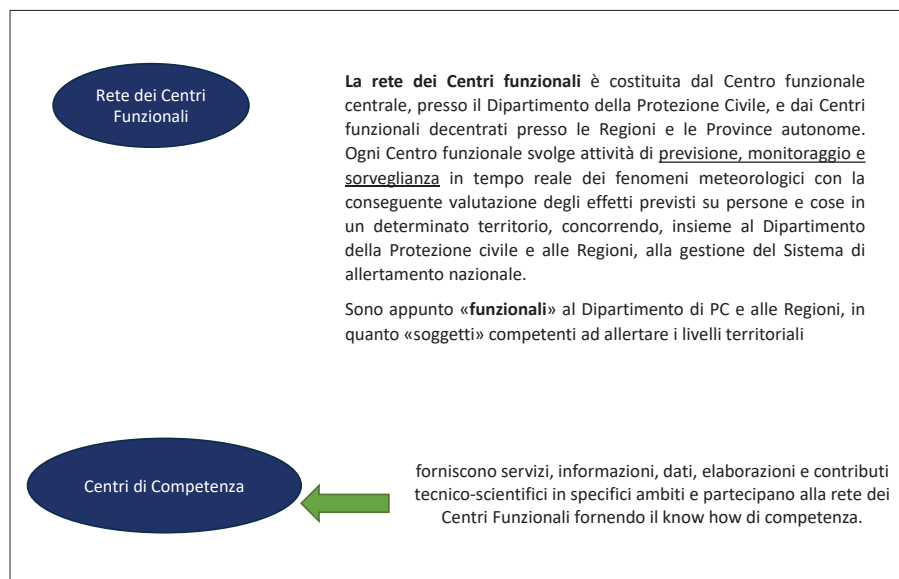 Rete dei Centri
Funzionali
La rete dei Centri funzionali è costituita dal Centro funzionale
centrale, presso il Dipartimento della Protezione Civile, e dai Centri
funzionali decentrati presso le Regioni e le Province autonome.
Ogni Centro funzionale svolge attività di previsione, monitoraggio e
sorveglianza in tempo reale dei fenomeni meteorologici con la
conseguente valutazione degli effetti previsti su persone e cose in
un determinato territorio, concorrendo, insieme al Dipartimento
della Protezione civile e alle Regioni, alla gestione del Sistema di
allertamento nazionale.
Sono appunto «funzionali» al Dipartimento di PC e alle Regioni, in
quanto «soggetti» competenti ad allertare i livelli territoriali
Centri di Competenza
forniscono servizi, informazioni, dati, elaborazioni e contributi
tecnico-scientifici in specifici ambiti e partecipano alla rete dei
Centri Funzionali fornendo il know how di competenza.